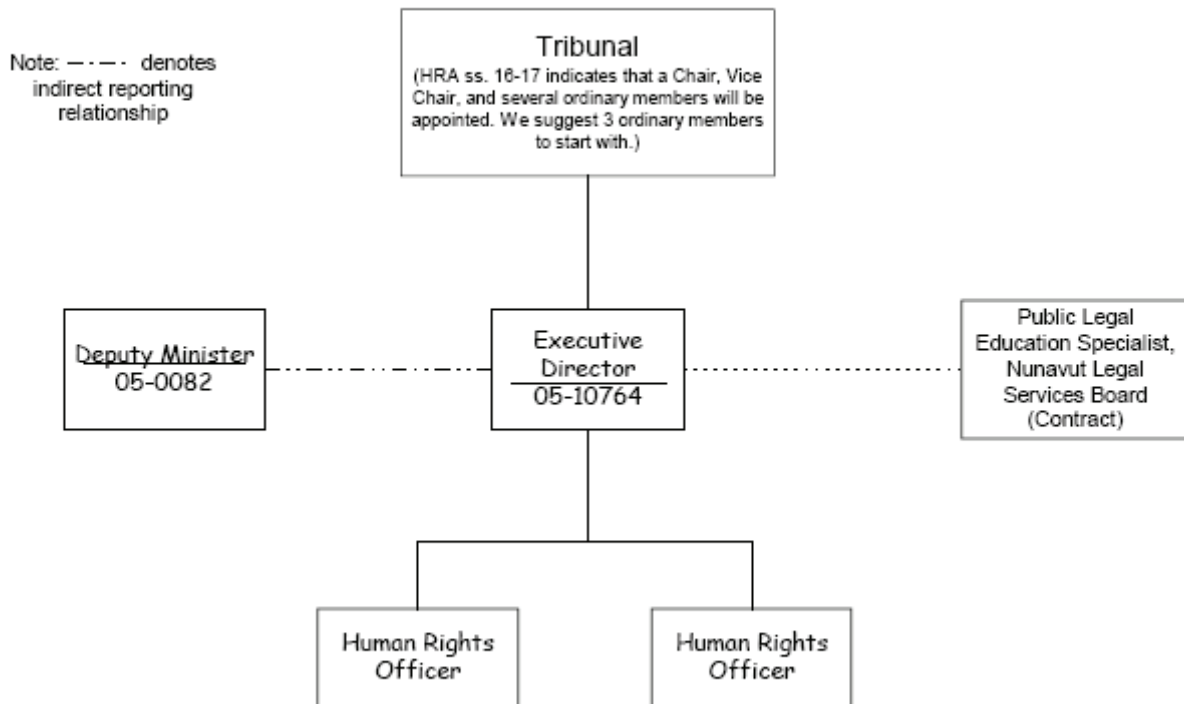 Note: —·—·— denotes
indirect reporting
relationship
Tribunal
(HRA ss. 16-17 indicates that a Chair, Vice
Chair, and several ordinary members will be
appointed. We suggest 3 ordinary members
to start with.)
Deputy Minister
05-0082
Executive
Director
05-10764
Public Legal
Education Specialist,
Nunavut Legal
Services Board
(Contract)
Human Rights
Officer
Human Rights
Officer